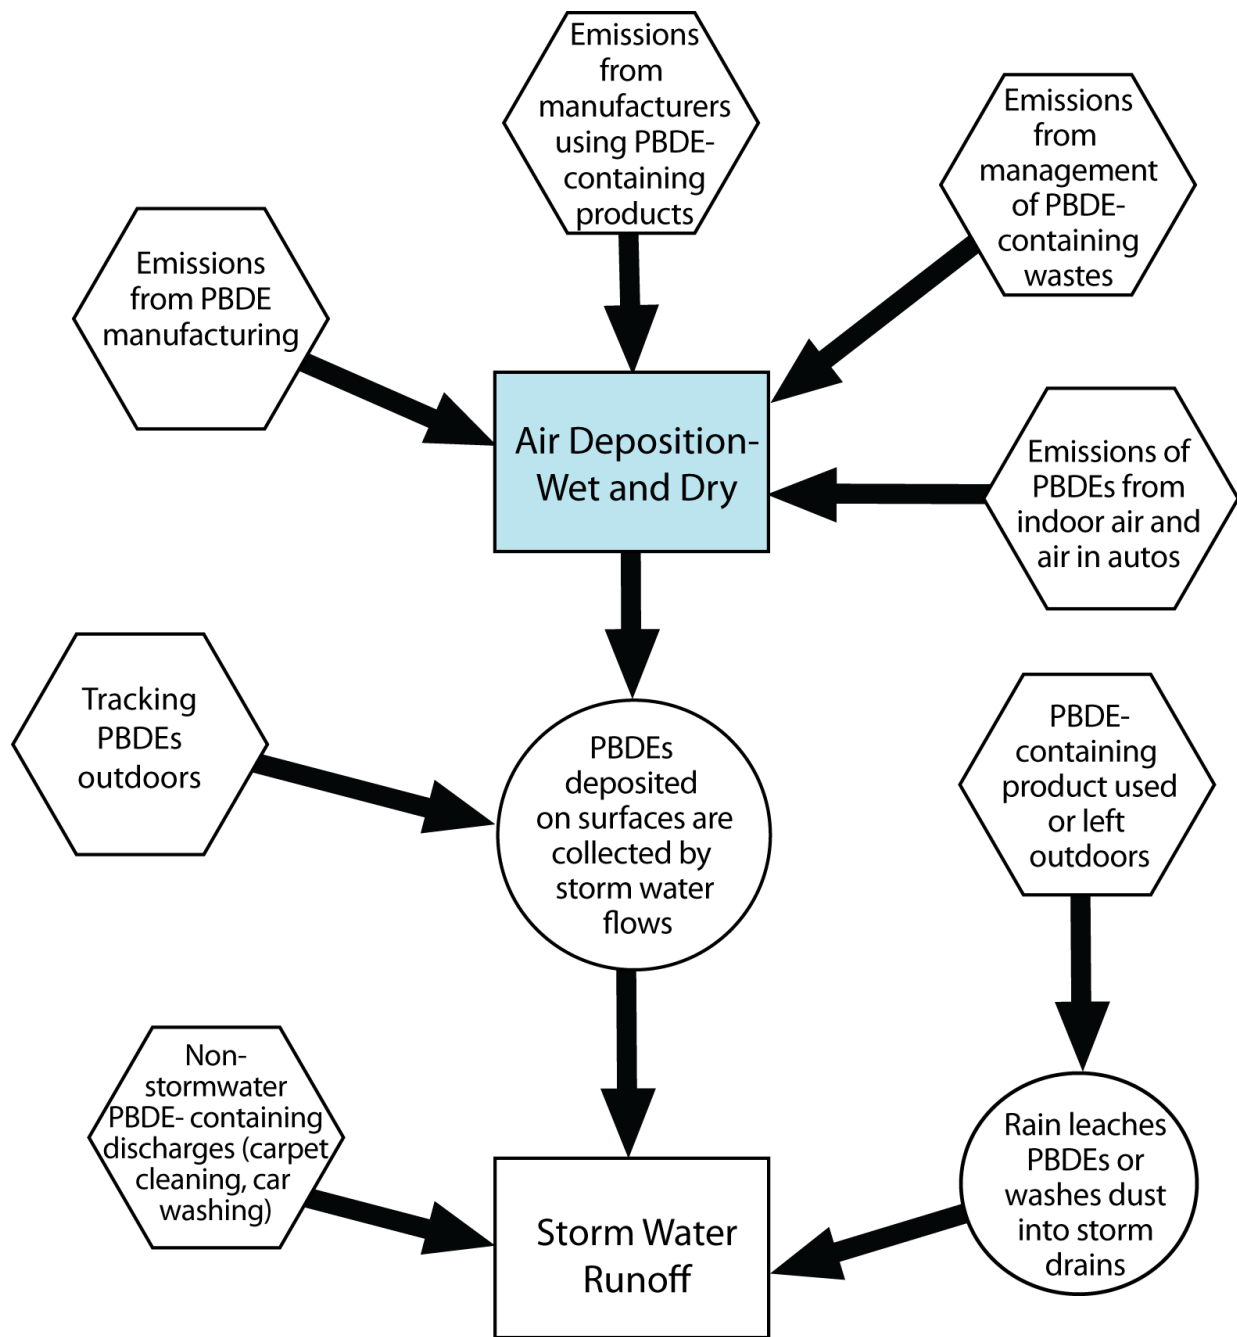 Emissions
from
manufacturers
using PBDE-
containing
products
Emissions
from
management
of PBDE-
containing
wastes
Emissions
from PBDE
manufacturing
Air Deposition-
Wet and Dry
Emissions of
PBDEs from
indoor air and
air in autos
Tracking
PBDEs
outdoors
PBDEs
deposited
on surfaces are
collected by
storm water
flows
PBDE-
containing
product used
or left
outdoors
Non-
stormwater
PBDE- containing
discharges (carpet
cleaning, car
washing)
Storm Water
Runoff
Rain leaches
PBDEs or
washes dust
into storm
drains